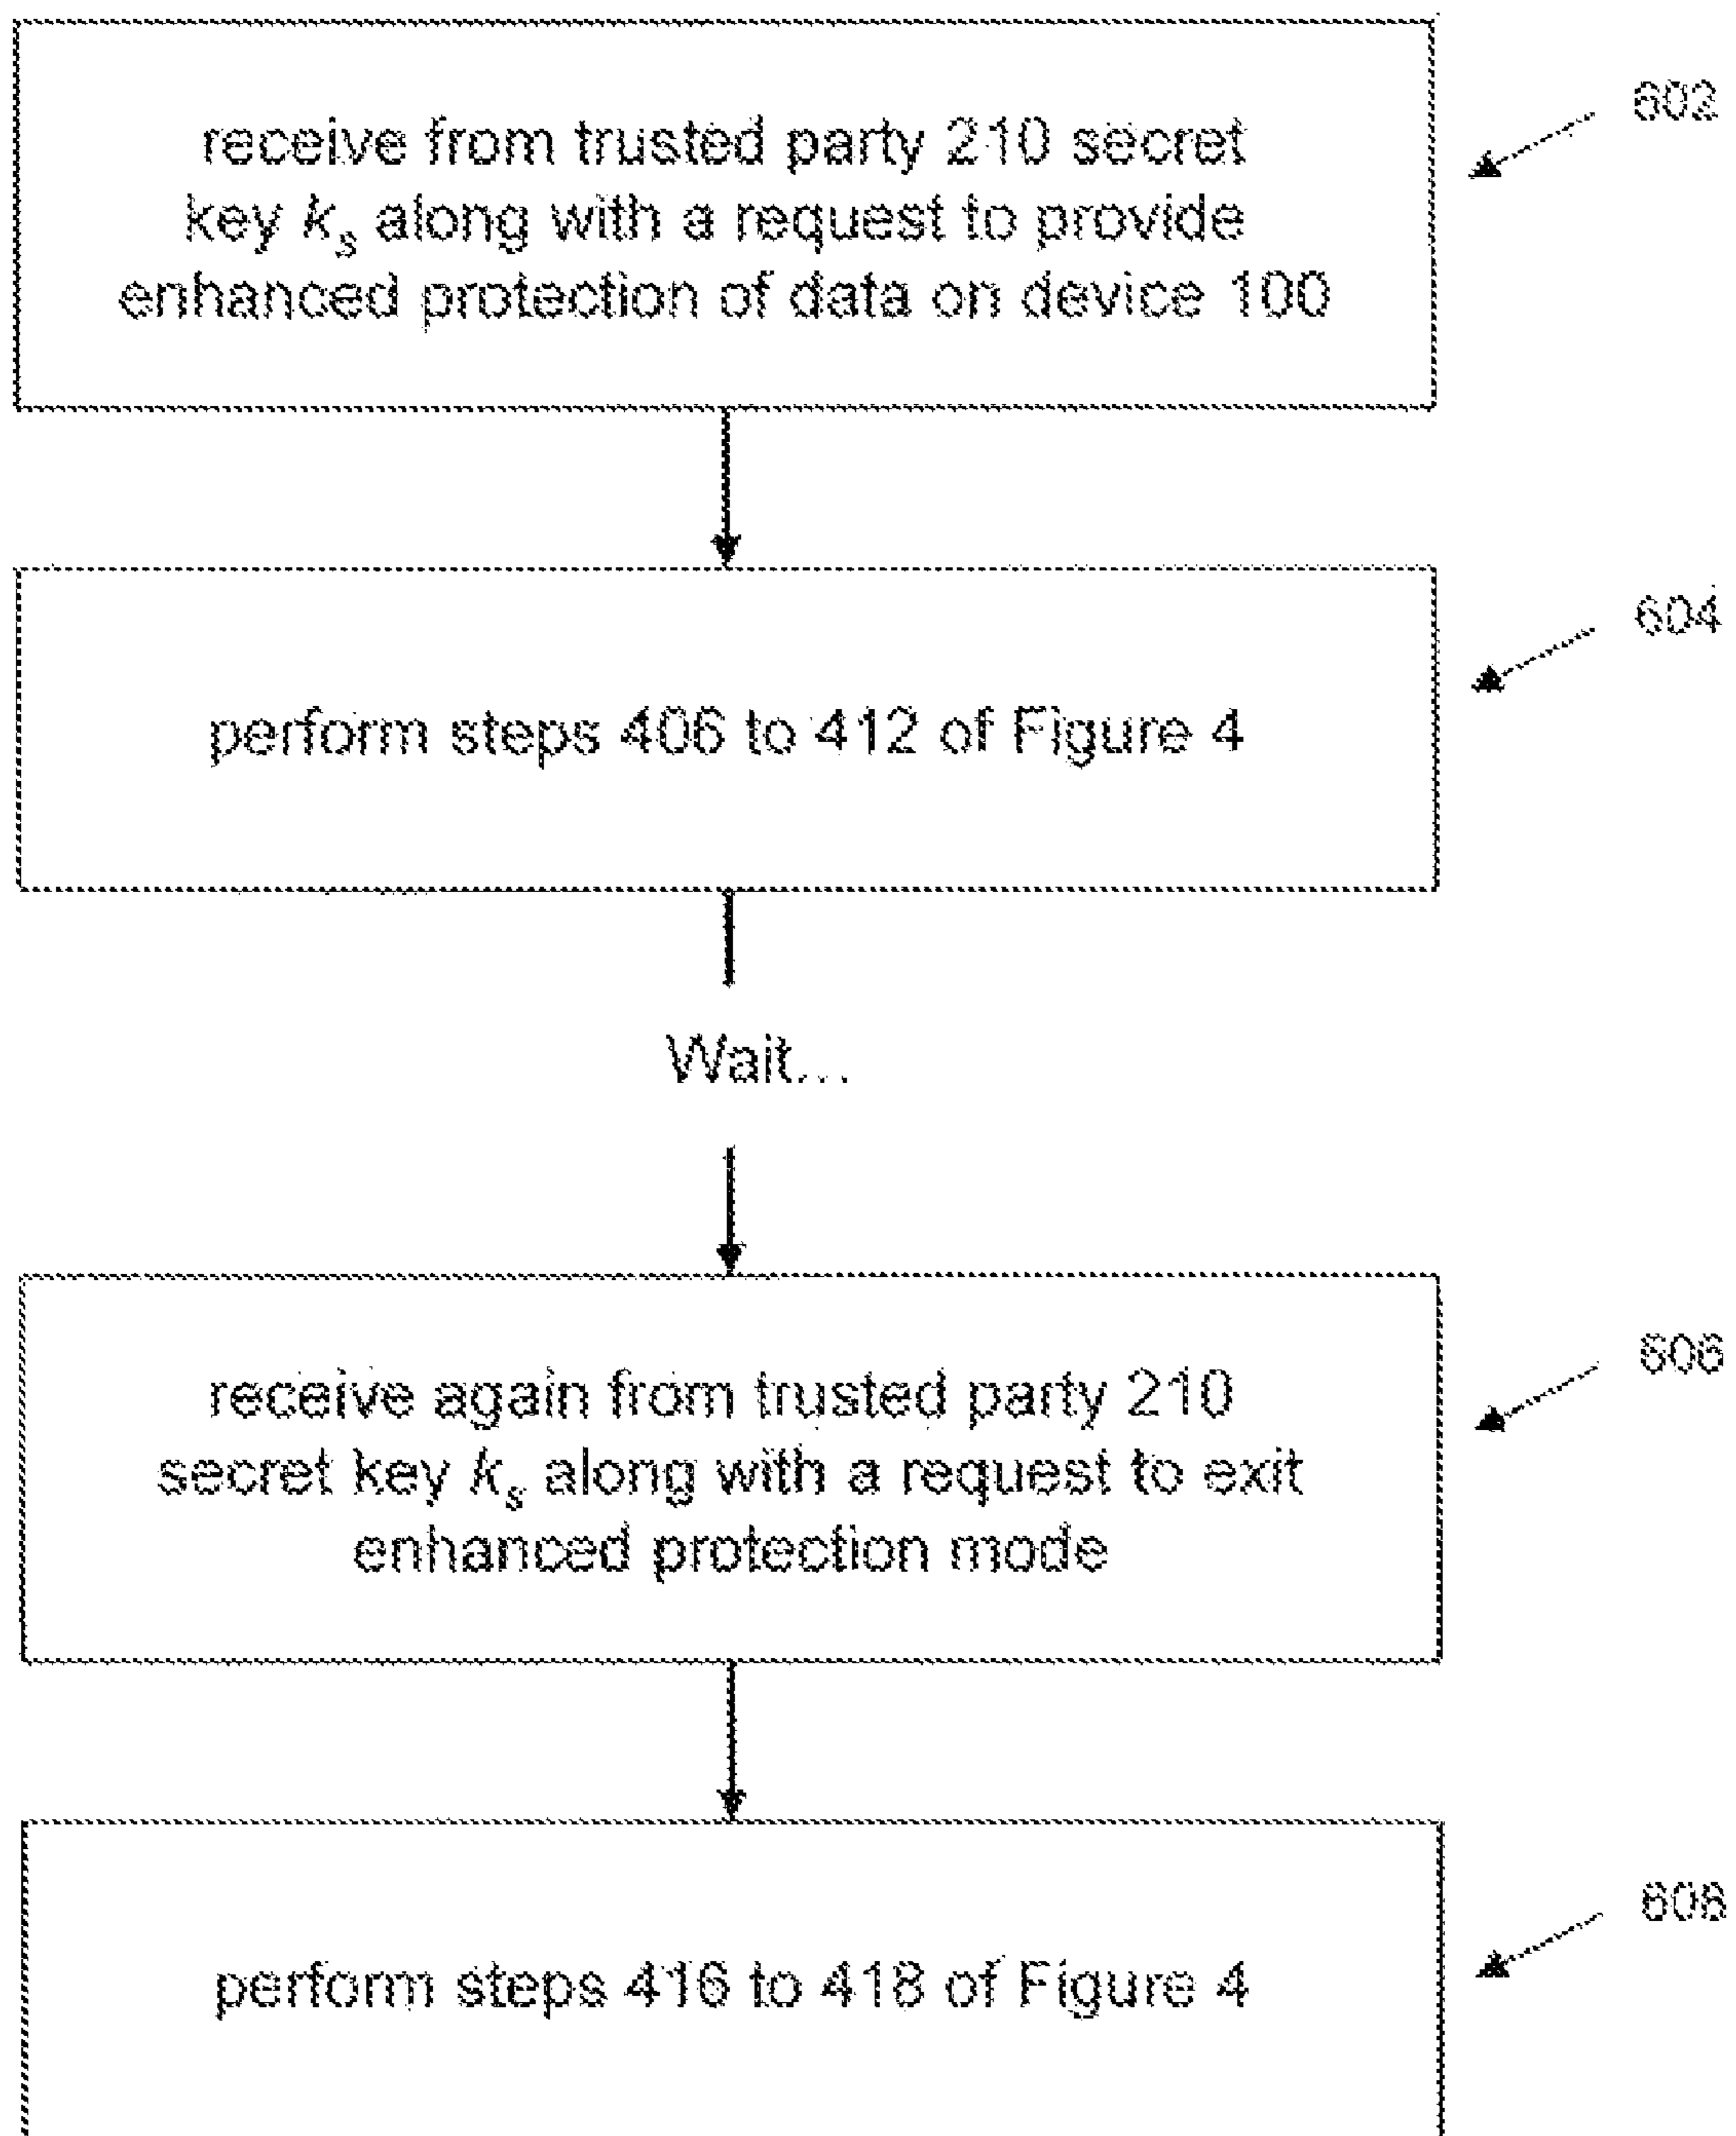 receive from trusted party 210 secret
key ks along with a request to provide
enhanced protection of data on device 100
602
perform steps 406 to 412 of Figure 4
604
Wait...
receive again from trusted party 210
secret key ks along with a request to exit
enhanced protection mode
606
perform steps 416 to 418 of Figure 4
608